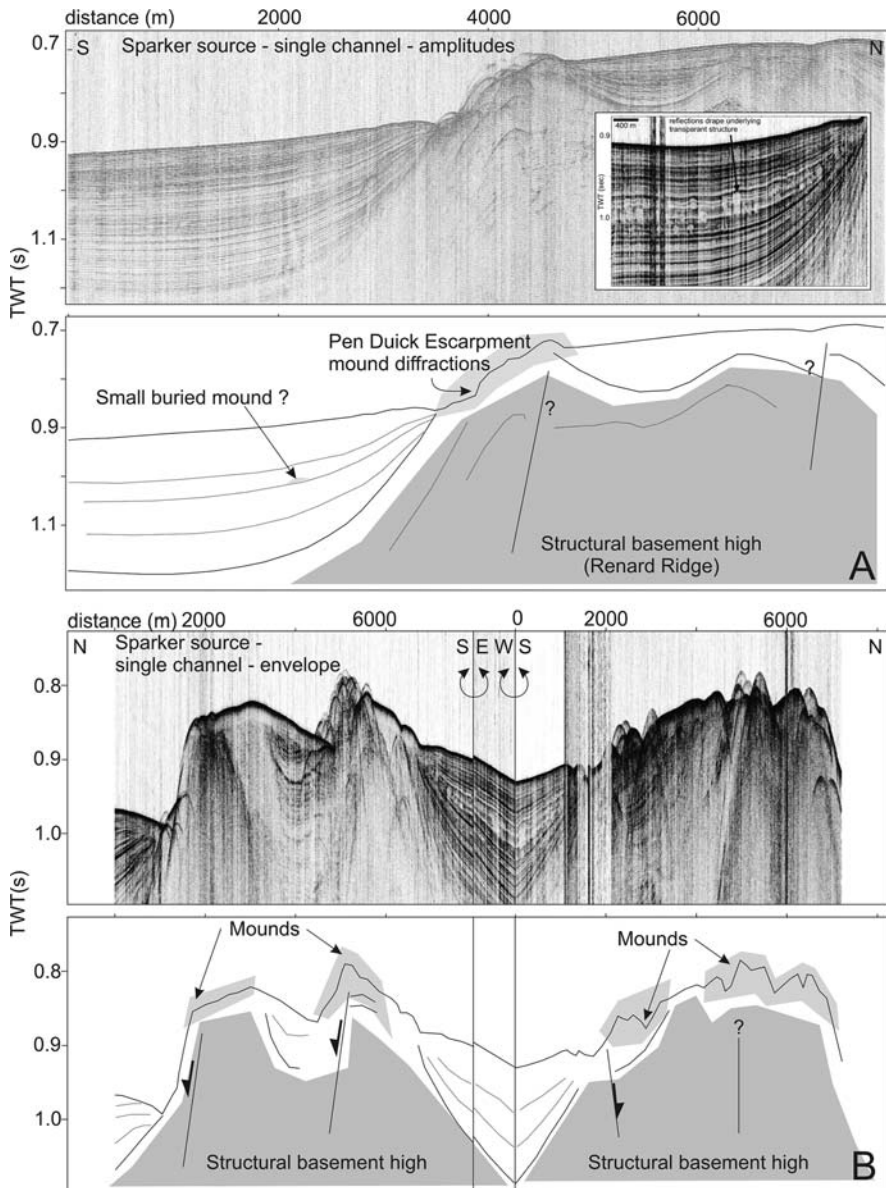 distance (m) 2000 4000 6000
0.7
S Sparker source - single channel - amplitudes N
400 m
reflections drape underlying
transparant structure
0.9
0.9
TWT (sec)
1.0
1.1
TWT (s)
0.7
Pen Duick Escarpment
mound diffractions
?
Small buried mound ?
?
0.9
1.1
Structural basement high
(Renard Ridge)
A
distance (m) 2000 6000 0 2000 6000
N Sparker source - S E W S N
single channel - envelope
0.8
0.9
1.0
TWT(s)
Mounds Mounds
0.8
?
0.9
1.0
Structural basement high Structural basement high
B